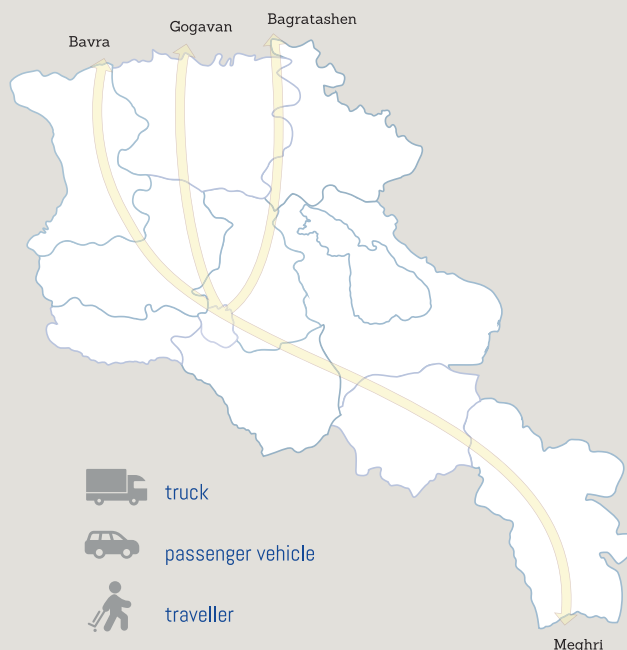 Bagratashen
Gogavan
Bavra
truck
passenger vehicle
traveller
Meghri